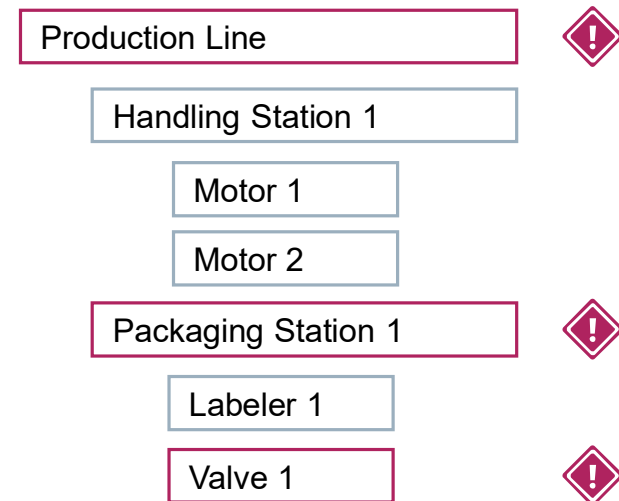 Production Line
!
Handling Station 1
Motor 1
Motor 2
Packaging Station 1
!
Labeler 1
Valve 1
!